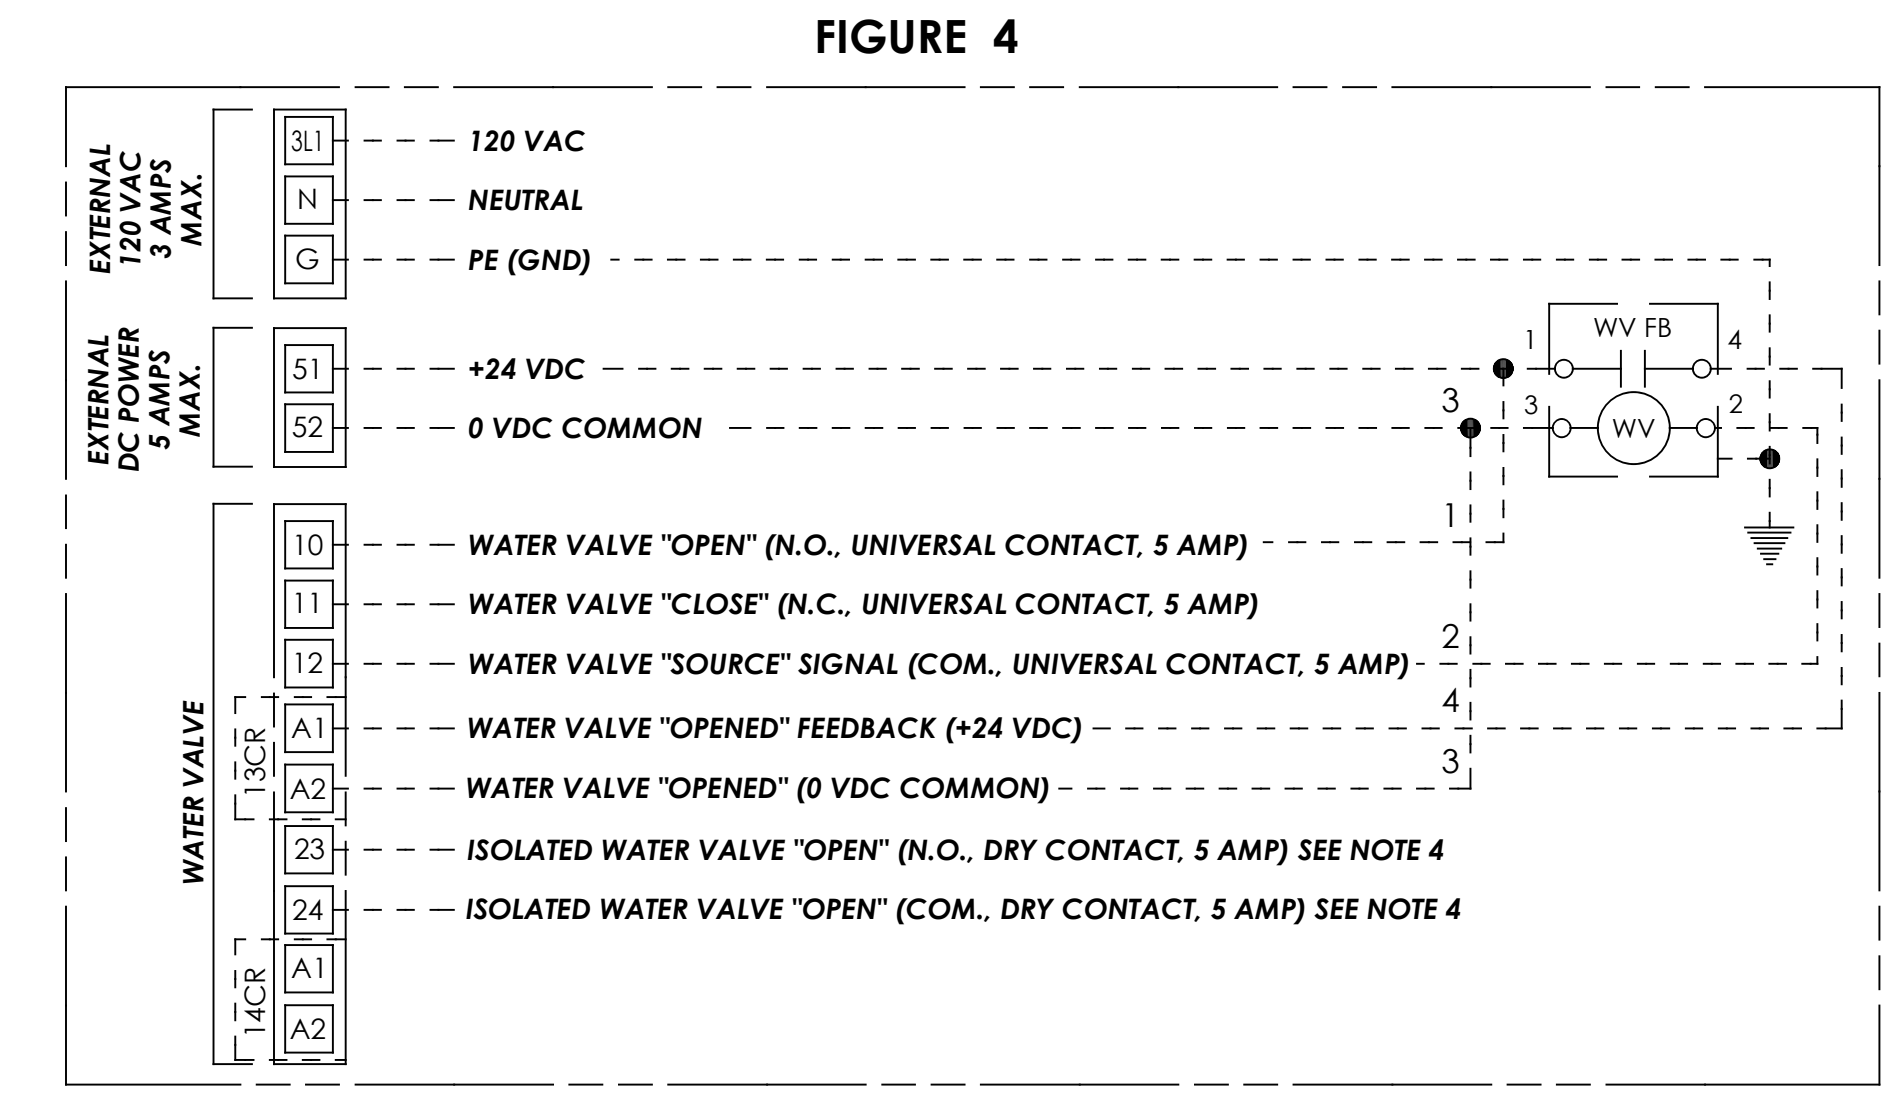 FIGURE 4
EXTERNAL
120 VAC
3 AMPS
MAX.
3L1 120 VAC
N NEUTRAL
G PE (GND)
EXTERNAL
DC POWER
5 AMPS
MAX.
51 +24 VDC
52 0 VDC COMMON
WV FB
1
4
3
3
2
WV
WATER VALVE
1
10 WATER VALVE "OPEN" (N.O., UNIVERSAL CONTACT, 5 AMP)
11 WATER VALVE "CLOSE" (N.C., UNIVERSAL CONTACT, 5 AMP)
2
12 WATER VALVE "SOURCE" SIGNAL (COM., UNIVERSAL CONTACT, 5 AMP)
13CR
4
A1 WATER VALVE "OPENED" FEEDBACK (+24 VDC)
3
A2 WATER VALVE "OPENED" (0 VDC COMMON)
23 ISOLATED WATER VALVE "OPEN" (N.O., DRY CONTACT, 5 AMP) SEE NOTE 4
24 ISOLATED WATER VALVE "OPEN" (COM., DRY CONTACT, 5 AMP) SEE NOTE 4
14CR
A1
A2